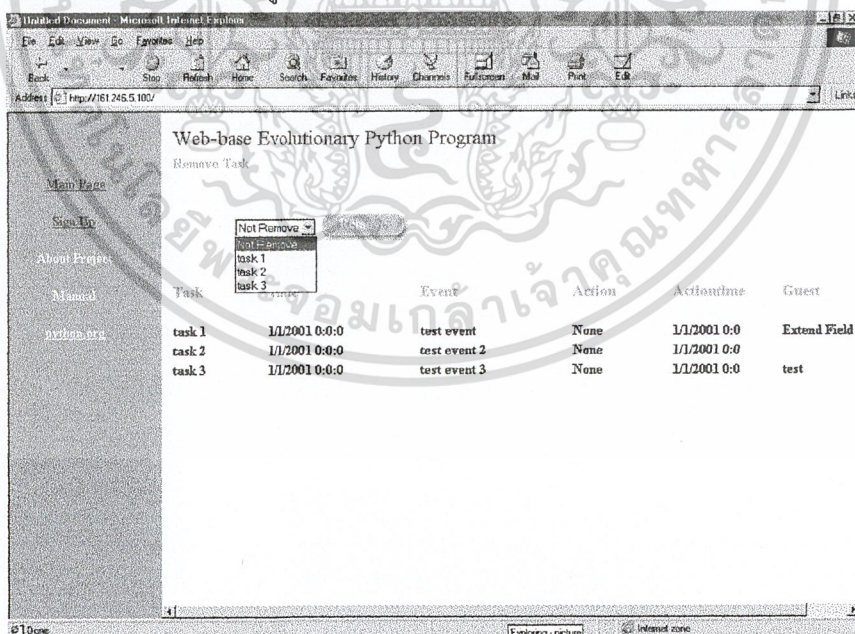 Untitled Document - Microsoft Internet Explorer
File Edit View Go Favorites Help
Back Stop Refresh Home Search Favorites History Channels Fullscreen Mail Print Edit
Address http://161.246.5.100/ Links
Web-base Evolutionary Python Program
Remove Task
Main Page
Sign Up
About Project
Manual
python.org
Not Remove
Not Remove
task 1
task 2
task 3
Task Event Action Actiontime Guest
task 1 1/1/2001 0:0:0 test event None 1/1/2001 0:0 Extend Field
task 2 1/1/2001 0:0:0 test event 2 None 1/1/2001 0:0
task 3 1/1/2001 0:0:0 test event 3 None 1/1/2001 0:0 test
Done Exploring - picture Internet zone